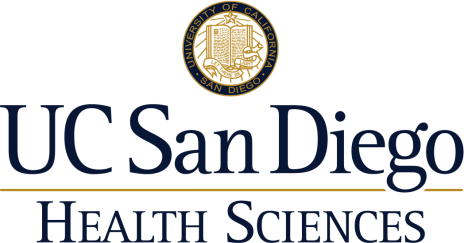 UNIVERSITY OF CALIFORNIA
SAN DIEGO
UC San Diego
HEALTH SCIENCES